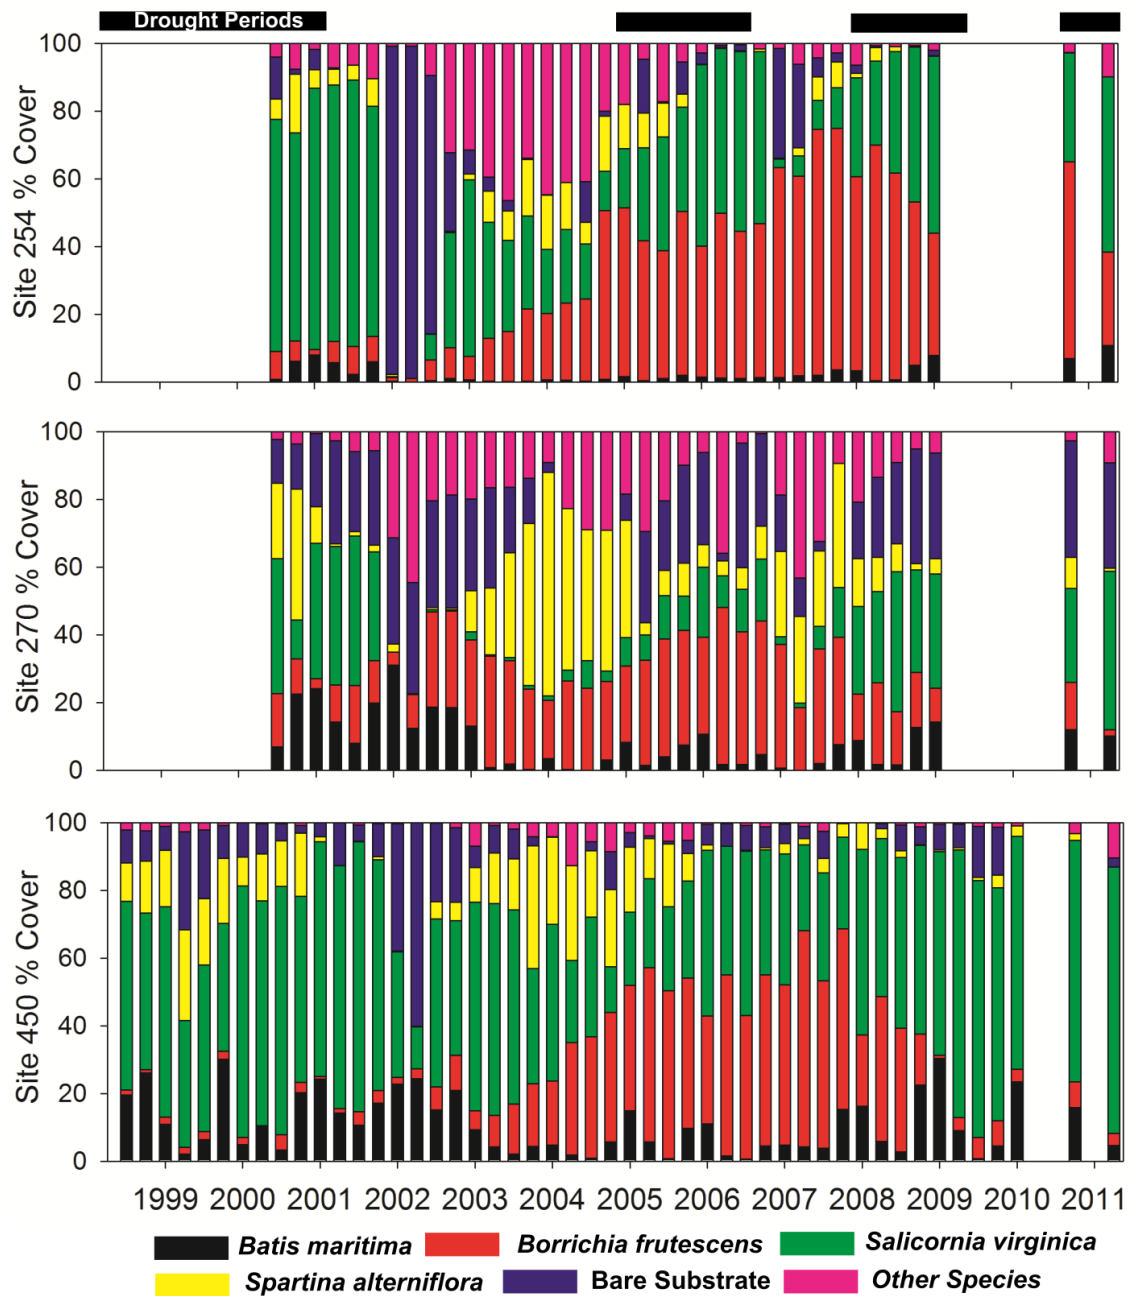 Drought Periods
Site 254 % Cover
100
80
60
40
20
0
Site 270 % Cover
100
80
60
40
20
0
Site 450 % Cover
100
80
60
40
20
0
1999 2000 2001 2002 2003 2004 2005 2006 2007 2008 2009 2010 2011
Batis maritima Borrichia frutescens Salicornia virginica
Spartina alterniflora Bare Substrate Other Species